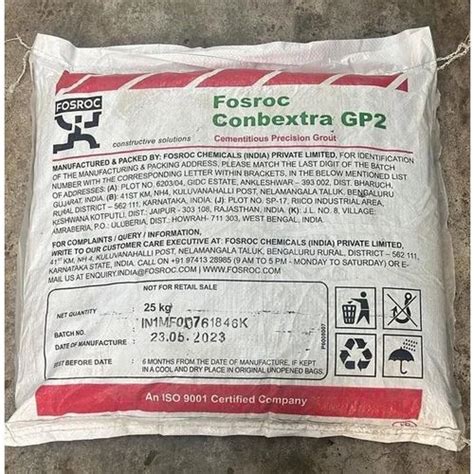 FOSROC
constructive solutions
Fosroc
Conbextra GP2
Cementitious Precision Grout
MANUFACTURED & PACKED BY: FOSROC CHEMICALS (INDIA) PRIVATE LIMITED, FOR IDENTIFICATION
OF THE MANUFACTURING & PACKING ADDRESS, PLEASE MATCH THE LAST DIGIT OF THE BATCH
NUMBER WITH THE CORRESPONDING LETTER WITHIN BRACKETS, IN THE BELOW MENTIONED LIST
OF ADDRESSES: (A): PLOT NO. 6203/04, GIDC ESTATE, ANKLESHWAR – 393 002. DIST: BHARUCH,
GUJARAT, INDIA. (B): 41ST KM, NH4, KULUVANAHALLI POST, NELAMANGALA TALUK, BENGALURU
RURAL DISTRICT – 562 111. KARNATAKA, INDIA. (J): PLOT NO. SP-17, RIICO INDUSTRIAL AREA,
KESHWANA KOTPUTLI, DIST: JAIPUR - 303 108, RAJASTHAN, INDIA. (K): J.L. NO. 8, VILLAGE:
AMRABERIA, P.O.: ULUBERIA, DIST.: HOWRAH- 711 303, WEST BENGAL, INDIA.
FOR COMPLAINTS / QUERY / INFORMATION,
WRITE TO OUR CUSTOMER CARE EXECUTIVE AT: FOSROC CHEMICALS (INDIA) PRIVATE LIMITED,
41ST KM, NH 4, KULUVANAHALLI POST, NELAMANGALA TALUK, BENGALURU RURAL, DISTRICT – 562 111,
KARNATAKA STATE, INDIA. CALL ON +91 97413 28985 (9 AM TO 5 PM - MONDAY TO SATURDAY) OR E
MAIL US AT ENQUIRY.INDIA@FOSROC.COM | WWW.FOSROC.COM
NOT FOR RETAIL SALE
NET QUANTITY : 25 kg
BATCH NO. :
DATE OF MANUFACTURE : 23.05.2023
BEST BEFORE : 6 MONTHS FROM THE DATE OF MANUFACTURE, IF KEPT
IN A COOL AND DRY PLACE IN ORIGINAL UNOPENED BAGS.
An ISO 9001 Certified Company